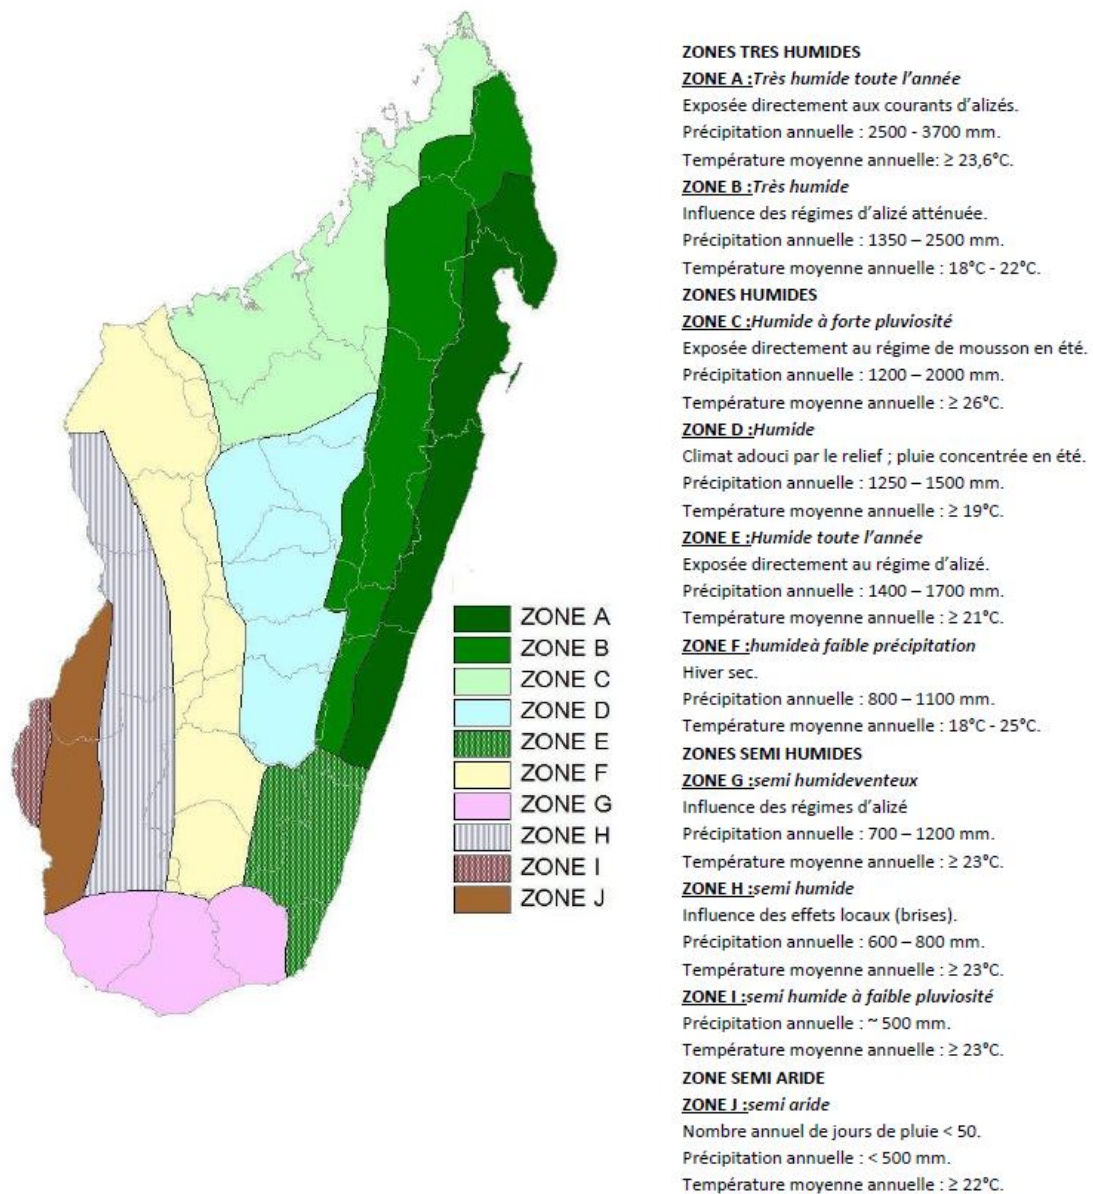 ZONE A
ZONE B
ZONE C
ZONE D
ZONE E
ZONE F
ZONE G
ZONE H
ZONE I
ZONE J
ZONES TRES HUMIDES
ZONE A :Très humide toute l’année
Exposée directement aux courants d’alizés.
Précipitation annuelle : 2500 - 3700 mm.
Température moyenne annuelle: ≥ 23,6°C.
ZONE B :Très humide
Influence des régimes d’alizé atténuée.
Précipitation annuelle : 1350 – 2500 mm.
Température moyenne annuelle : 18°C - 22°C.
ZONES HUMIDES
ZONE C :Humide à forte pluviosité
Exposée directement au régime de mousson en été.
Précipitation annuelle : 1200 – 2000 mm.
Température moyenne annuelle : ≥ 26°C.
ZONE D :Humide
Climat adouci par le relief ; pluie concentrée en été.
Précipitation annuelle : 1250 – 1500 mm.
Température moyenne annuelle : ≥ 19°C.
ZONE E :Humide toute l’année
Exposée directement au régime d’alizé.
Précipitation annuelle : 1400 – 1700 mm.
Température moyenne annuelle : ≥ 21°C.
ZONE F :humideà faible précipitation
Hiver sec.
Précipitation annuelle : 800 – 1100 mm.
Température moyenne annuelle : 18°C - 25°C.
ZONES SEMI HUMIDES
ZONE G :semi humideventeux
Influence des régimes d’alizé
Précipitation annuelle : 700 – 1200 mm.
Température moyenne annuelle : ≥ 23°C.
ZONE H :semi humide
Influence des effets locaux (brises).
Précipitation annuelle : 600 – 800 mm.
Température moyenne annuelle : ≥ 23°C.
ZONE I :semi humide à faible pluviosité
Précipitation annuelle : ~ 500 mm.
Température moyenne annuelle : ≥ 23°C.
ZONE SEMI ARIDE
ZONE J :semi aride
Nombre annuel de jours de pluie < 50.
Précipitation annuelle : < 500 mm.
Température moyenne annuelle : ≥ 22°C.